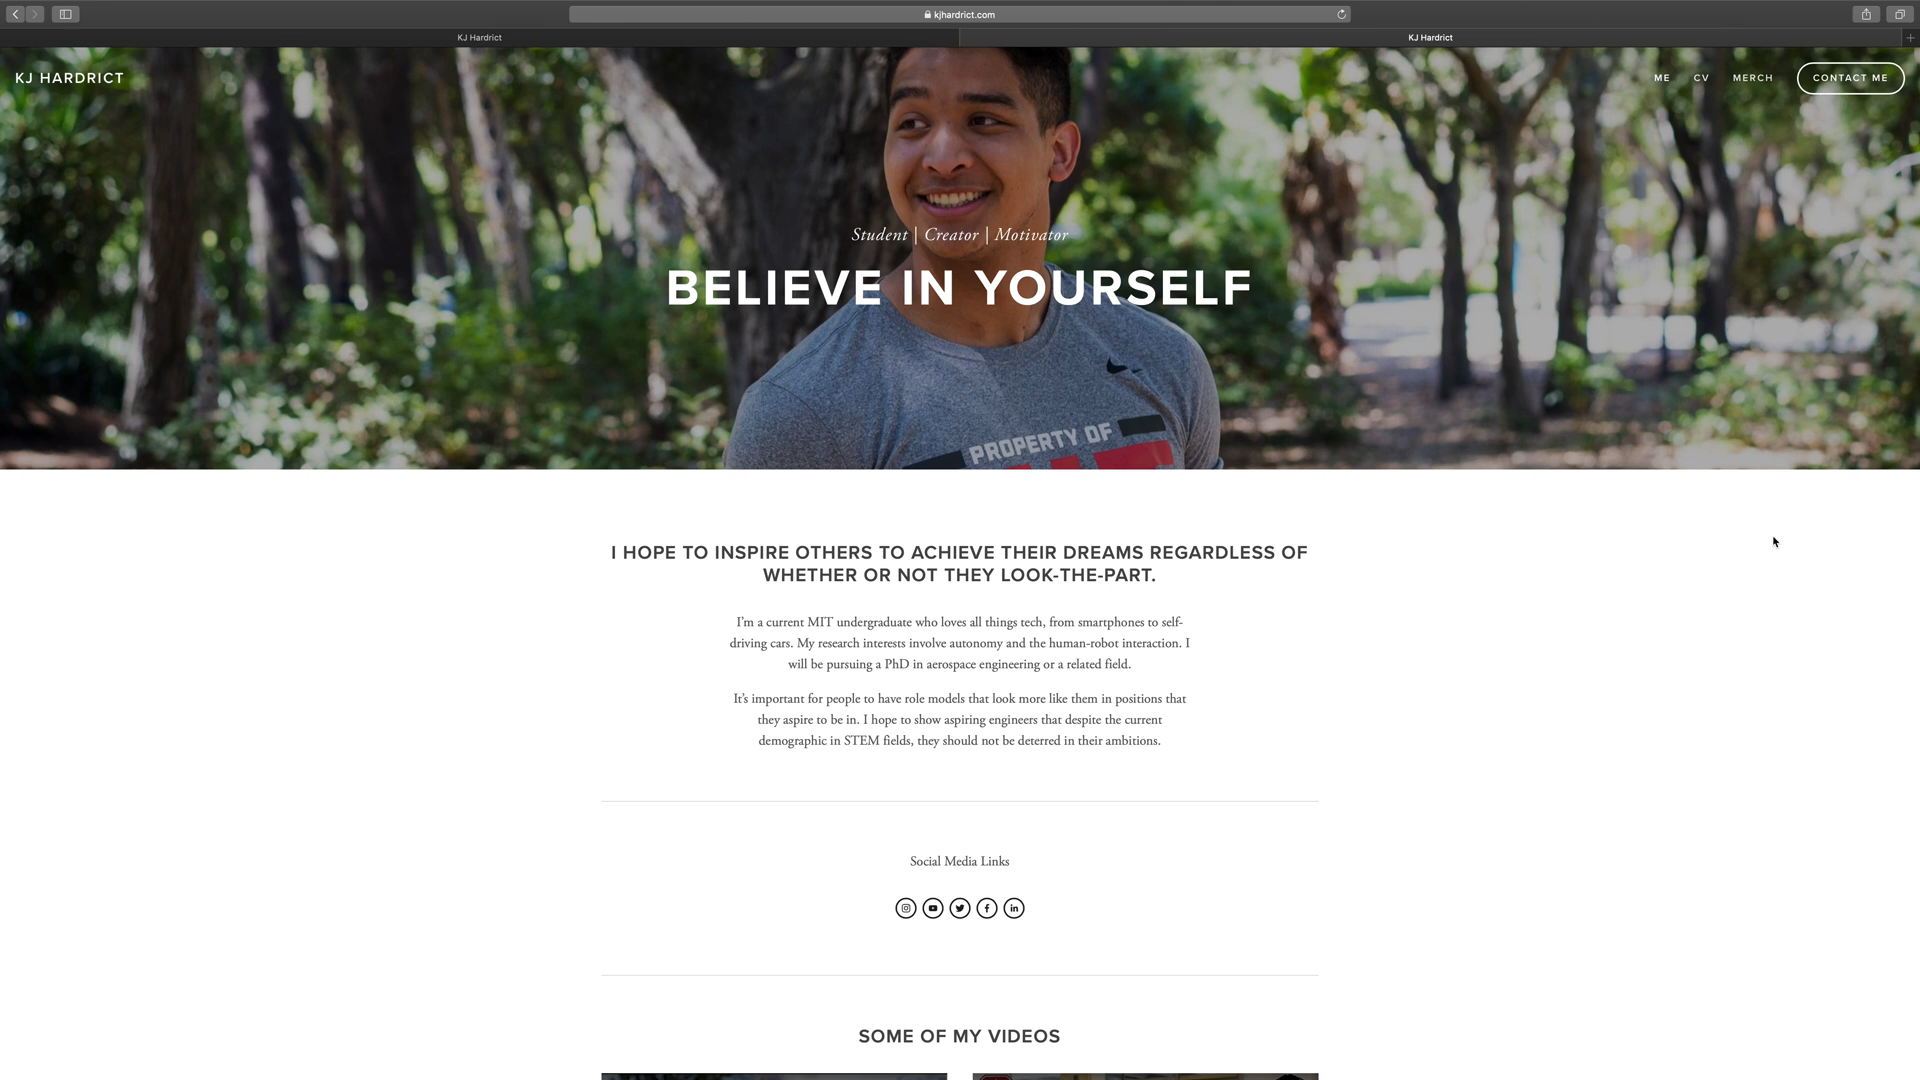 kjhardrict.com
KJ Hardrict
KJ Hardrict
KJ HARDRICT
ME
CV
MERCH
CONTACT ME
Student | Creator | Motivator
BELIEVE IN YOURSELF
PROPERTY OF
I HOPE TO INSPIRE OTHERS TO ACHIEVE THEIR DREAMS REGARDLESS OF
WHETHER OR NOT THEY LOOK-THE-PART.
I'm a current MIT undergraduate who loves all things tech, from smartphones to self-
driving cars. My research interests involve autonomy and the human-robot interaction. I
will be pursuing a PhD in aerospace engineering or a related field.
It's important for people to have role models that look more like them in positions that
they aspire to be in. I hope to show aspiring engineers that despite the current
demographic in STEM fields, they should not be deterred in their ambitions.
Social Media Links
SOME OF MY VIDEOS